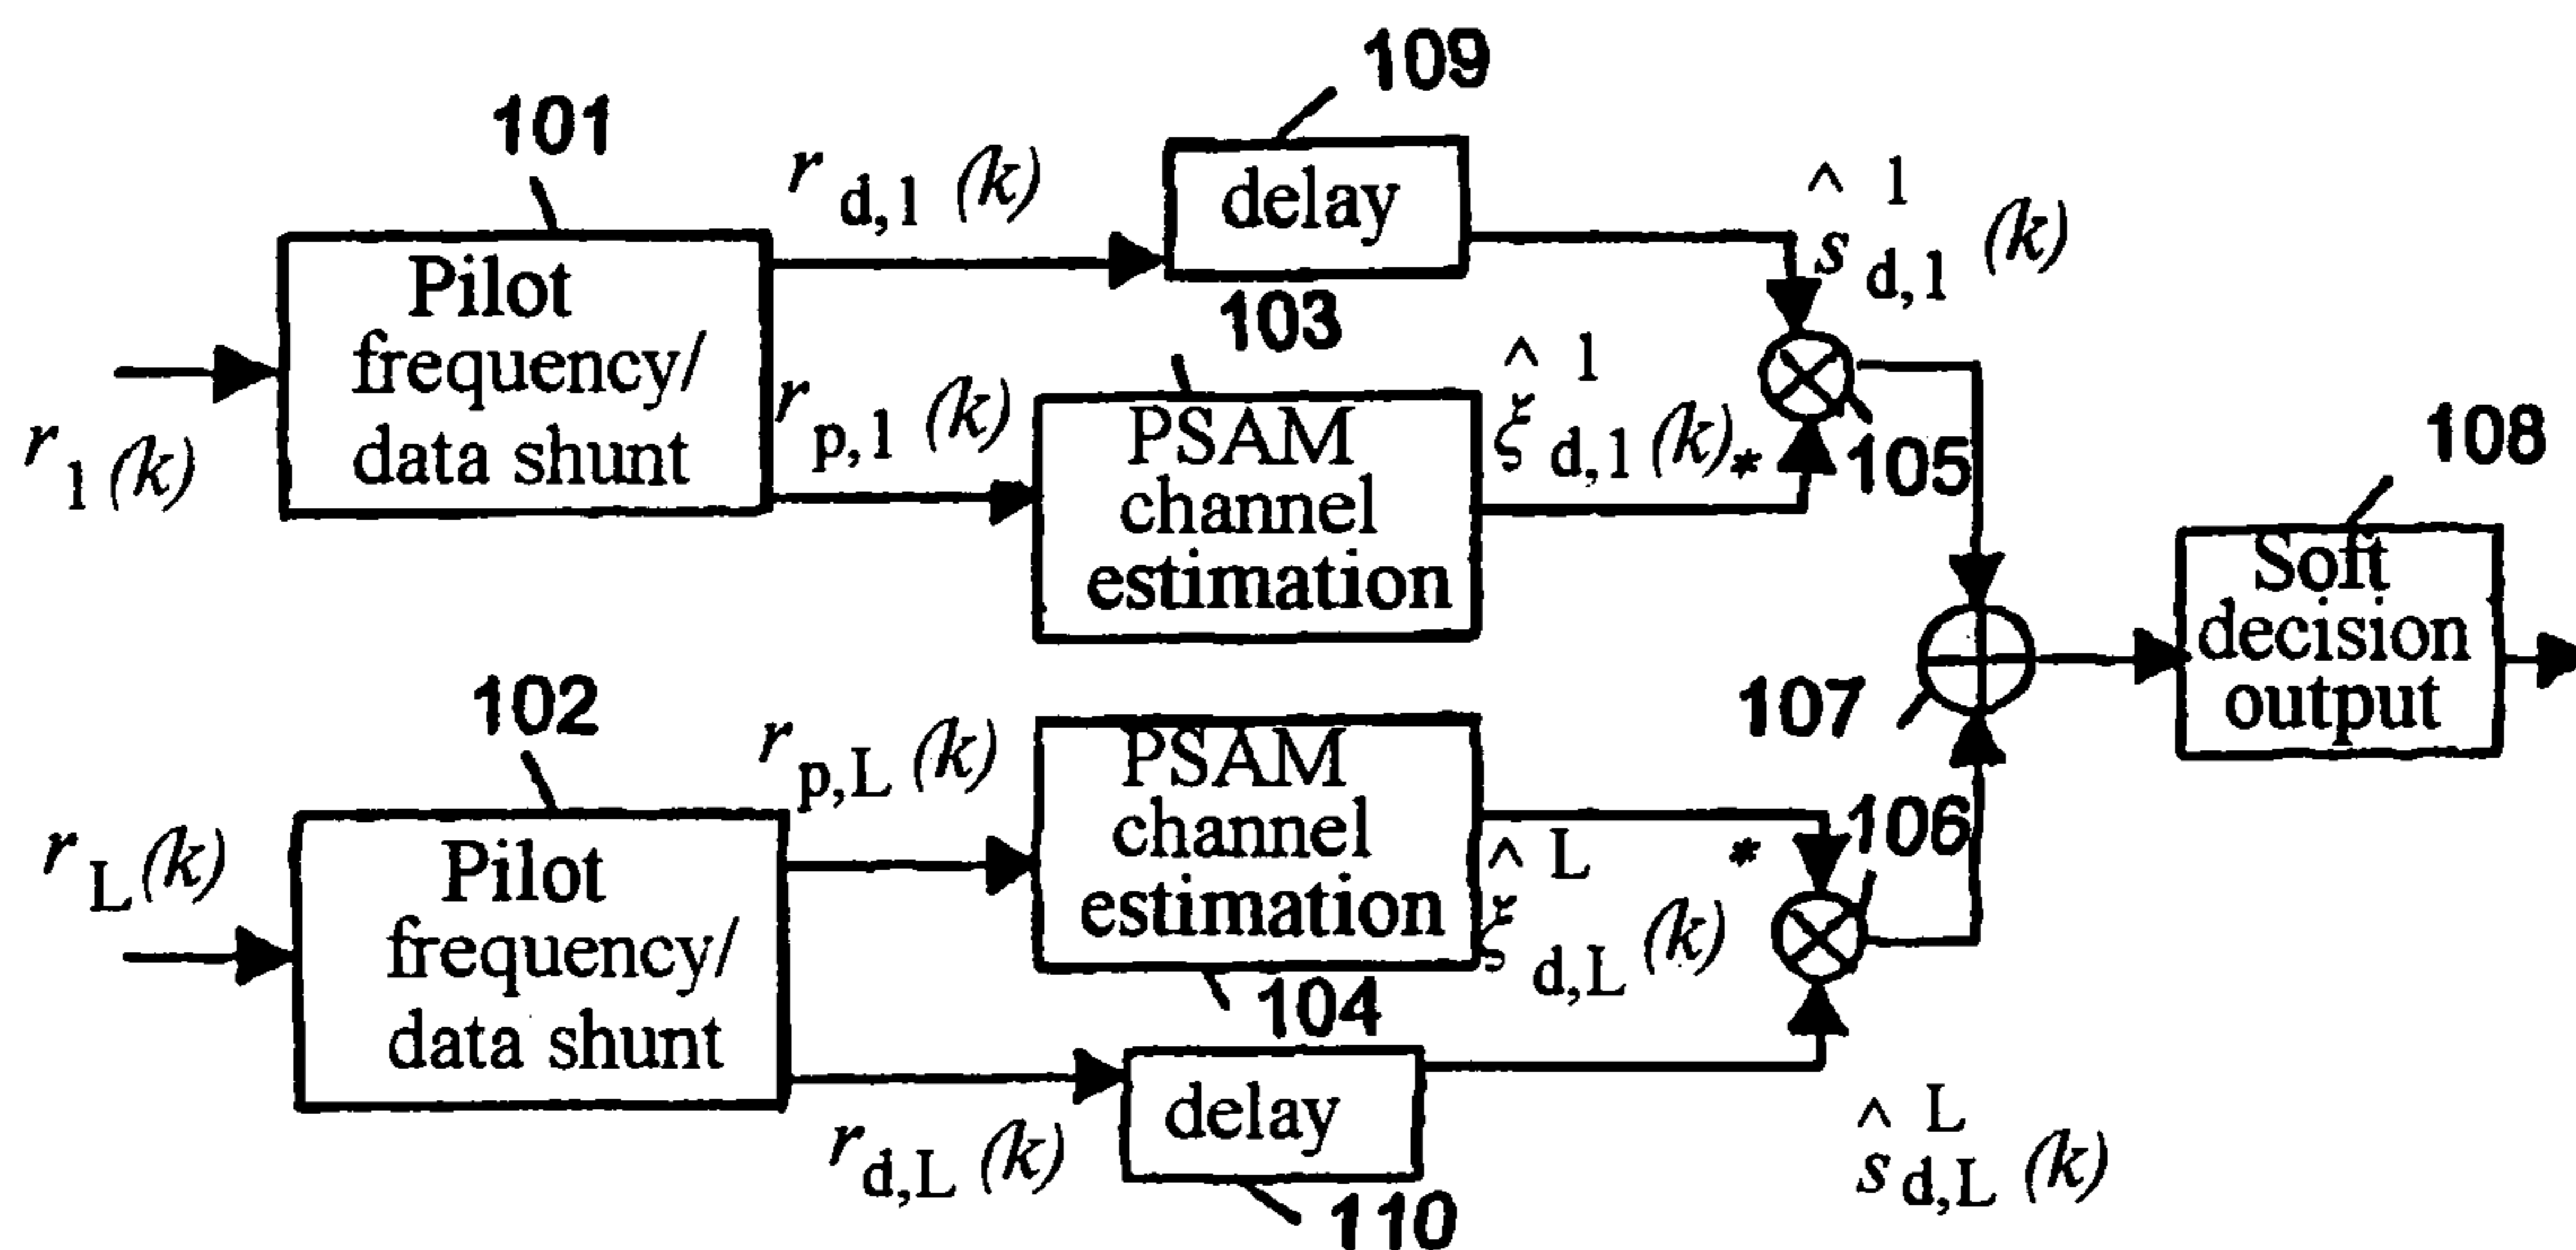 109
101
r d,1 (k)
delay
^ 1
s d,1 (k)
Pilot
frequency/
data shunt
r 1 (k)
103
r p,1 (k)
PSAM
channel
estimation
^ 1
ξ d,1 (k) *
105
108
Soft
decision
output
107
102
r p,L (k)
PSAM
channel
estimation
^ L
ξ d,L (k) *
106
r L (k)
Pilot
frequency/
data shunt
104
delay
r d,L (k)
110
^ L
s d,L (k)